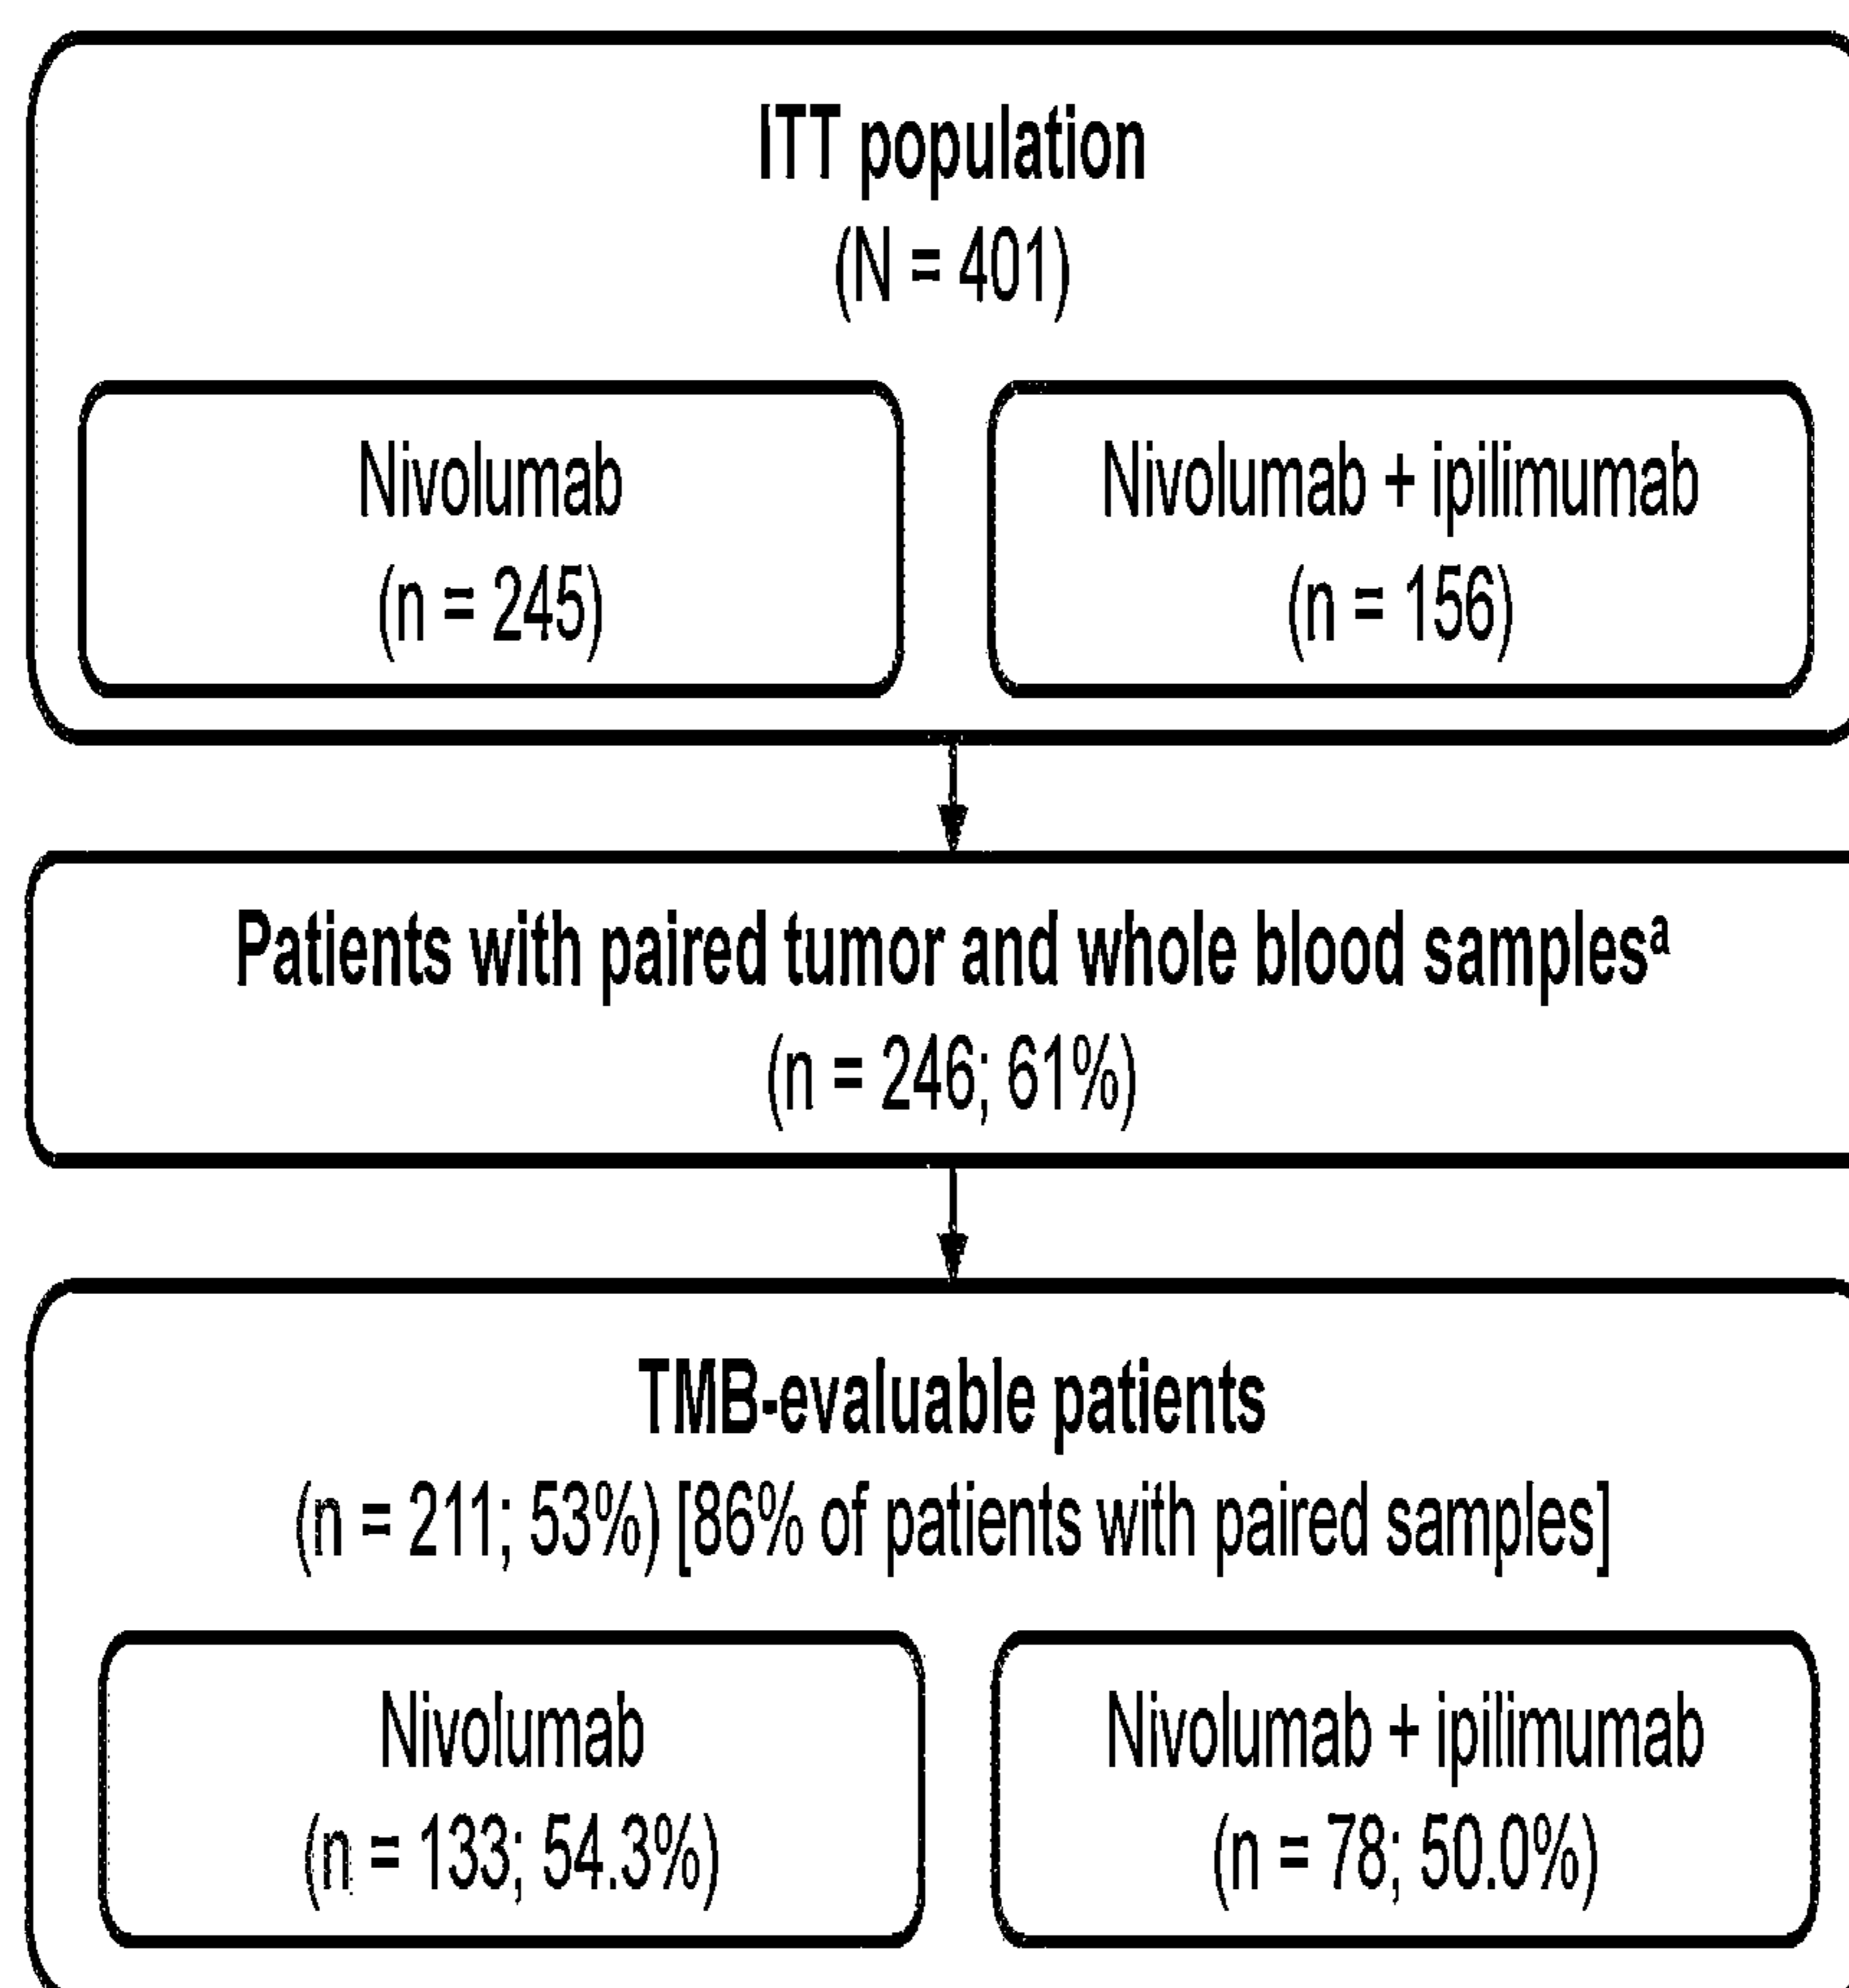 ITT population
(N = 401)
Nivolumab
(n = 245)
Nivolumab + ipilimumab
(n = 156)
Patients with paired tumor and whole blood samplesᵃ
(n = 246; 61%)
TMB-evaluable patients
(n = 211; 53%) [86% of patients with paired samples]
Nivolumab
(n = 133; 54.3%)
Nivolumab + ipilimumab
(n = 78; 50.0%)